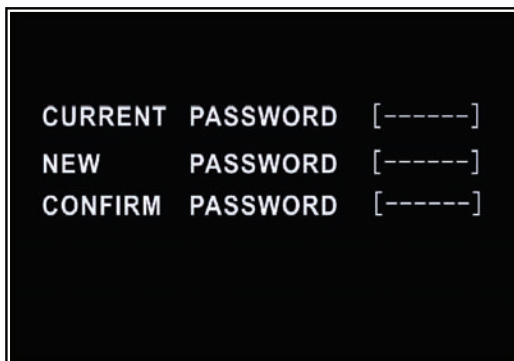 CURRENT PASSWORD [------]
NEW PASSWORD [------]
CONFIRM PASSWORD [------]